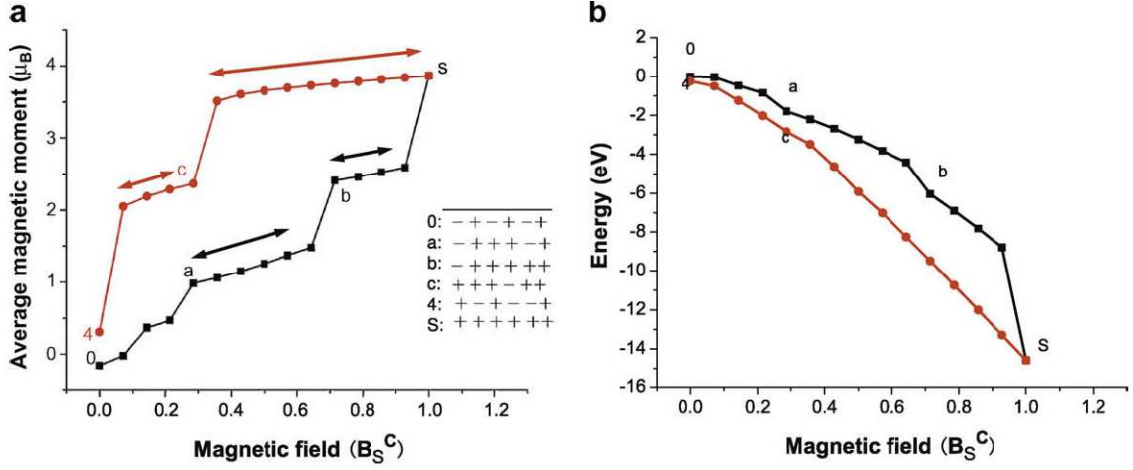 a
Average magnetic moment (μB)
4
3
2
1
0
0.0 0.2 0.4 0.6 0.8 1.0 1.2
Magnetic field (BSC)
4
c
S
0
a
b
0: − + − + − +
a: − + + + − +
b: − + + + + +
c: + + + − + +
4: + − + − − +
S: + + + + + +
b
Energy (eV)
2
0
-2
-4
-6
-8
-10
-12
-14
-16
0.0 0.2 0.4 0.6 0.8 1.0 1.2
Magnetic field (BSC)
0
4
a
c
b
S